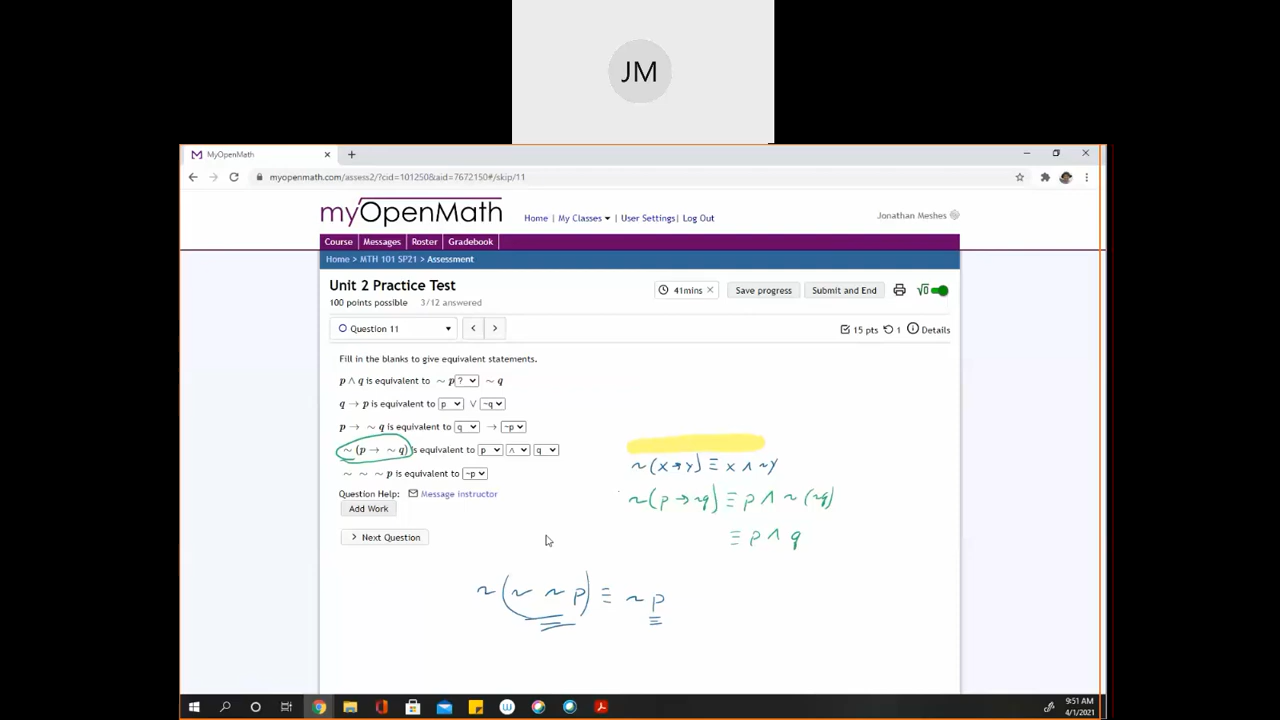 JM
MyOpenMath
myopenmath.com/assess2/?cid=101250&aid=7672150#/skip/11
myOpenMath
Home | My Classes | User Settings | Log Out
Jonathan Meshes
Course Messages Roster Gradebook
Home > MTH 101 SP21 > Assessment
Unit 2 Practice Test
100 points possible 3/12 answered
41mins × Save progress Submit and End √0
Question 11 < > 15 pts 1 Details
Fill in the blanks to give equivalent statements.
p ∧ q is equivalent to ~ p ? ~ q
q → p is equivalent to p ∨ ~q
p → ~ q is equivalent to q → ~p
~ (p → ~ q) is equivalent to p ∧ q
~ ~ ~ p is equivalent to ~p
Question Help: Message instructor
Add Work
> Next Question
~(x→y) ≡ x ∧ ~y
~(p → ~q) ≡ p ∧ ~(~q)
≡ p ∧ q
~(~ ~p) ≡ ~p
9:51 AM
4/1/2021